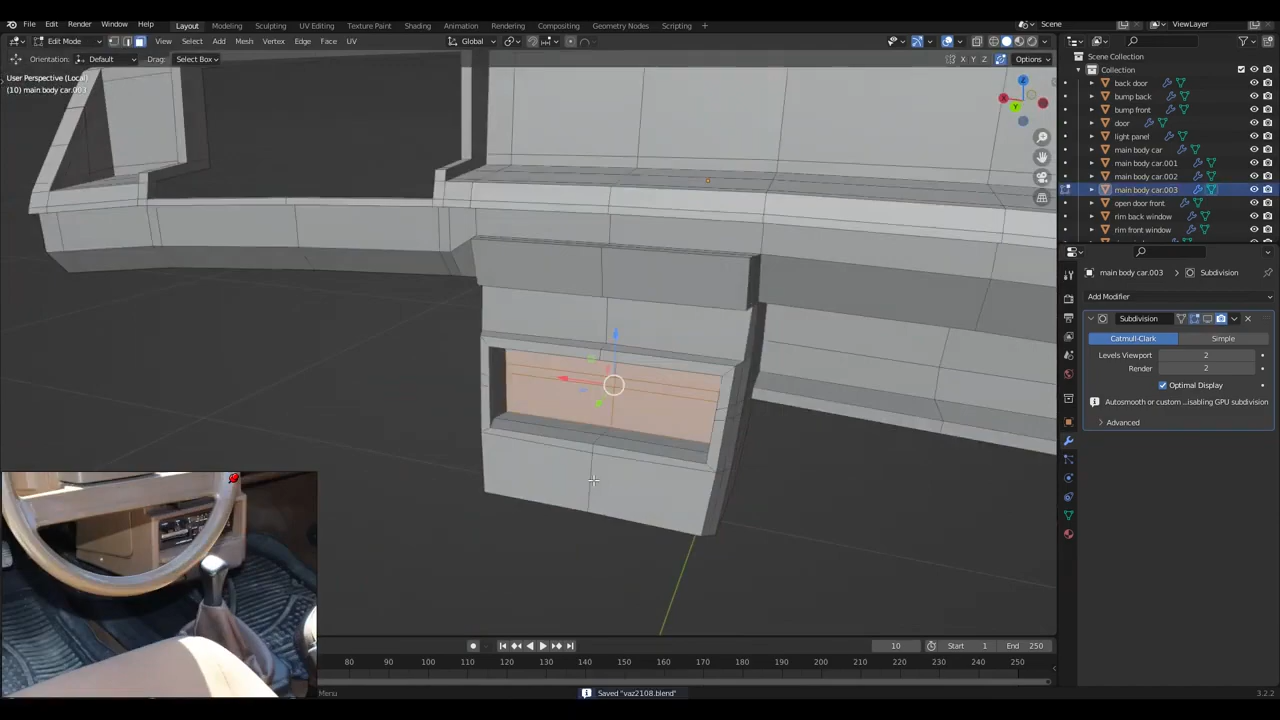 File Edit Render Window Help Layout Modeling Sculpting UV Editing Texture Paint Shading Animation Rendering Compositing Geometry Nodes Scripting + Scene ViewLayer
Edit Mode View Select Add Mesh Vertex Edge Face UV Global
Orientation: Default Drag: Select Box X Y Z Options
User Perspective (Local)
(10) main body car.003
Scene Collection
Collection
back door
bump back
bump front
door
light panel
main body car
main body car.001
main body car.002
main body car.003
open door front
rim back window
rim front window
main body car.003 > Subdivision
Add Modifier
Subdivision
Catmull-Clark Simple
Levels Viewport 2
Render 2
Optimal Display
Autosmooth or custom ...isabling GPU subdivision
Advanced
10 Start 1 End 250
80 90 100 110 120 130 140 150 160 170 180 190 200 210 220 230 240 250
Menu Saved "vaz2108.blend" 3.2.2